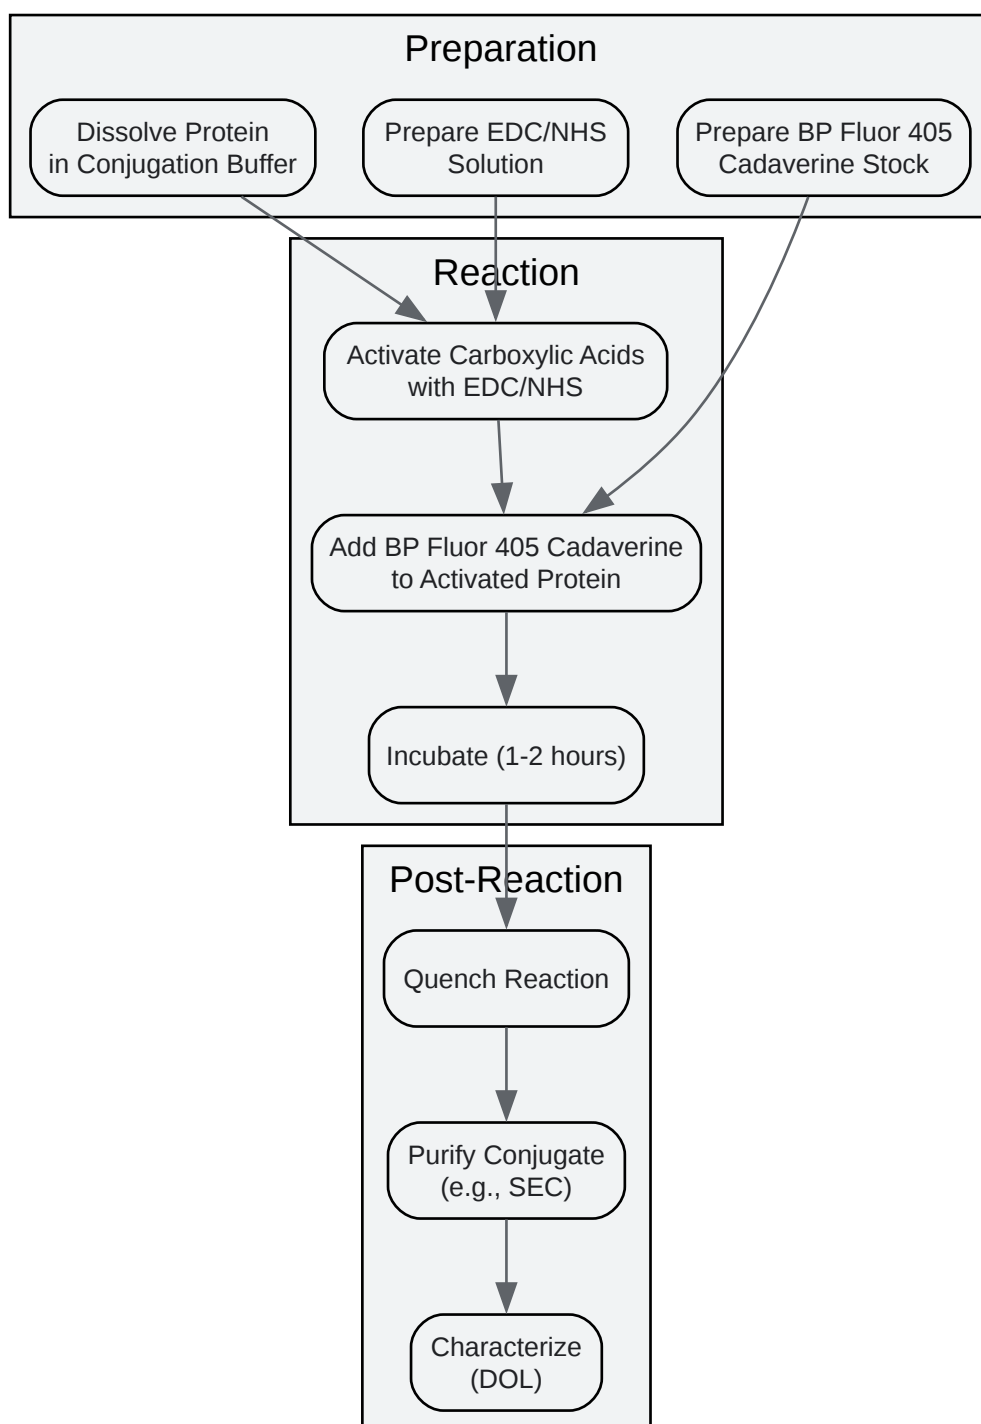 Preparation
Dissolve Protein
in Conjugation Buffer
Prepare EDC/NHS
Solution
Prepare BP Fluor 405
Cadaverine Stock
Reaction
Activate Carboxylic Acids
with EDC/NHS
Add BP Fluor 405 Cadaverine
to Activated Protein
Incubate (1-2 hours)
Post-Reaction
Quench Reaction
Purify Conjugate
(e.g., SEC)
Characterize
(DOL)